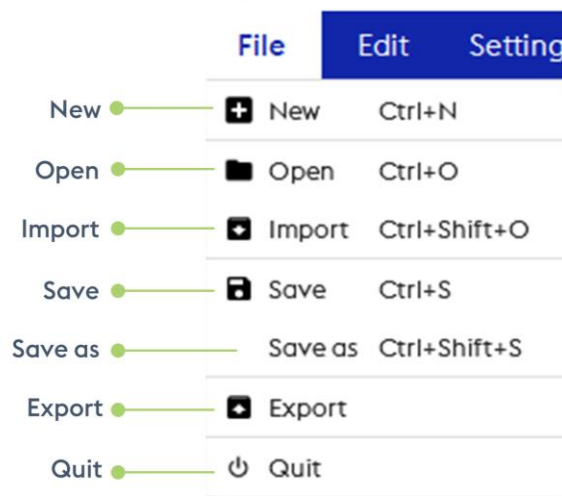 File Edit Setting
New New Ctrl+N
Open Open Ctrl+O
Import Import Ctrl+Shift+O
Save Save Ctrl+S
Save as Save as Ctrl+Shift+S
Export Export
Quit Quit